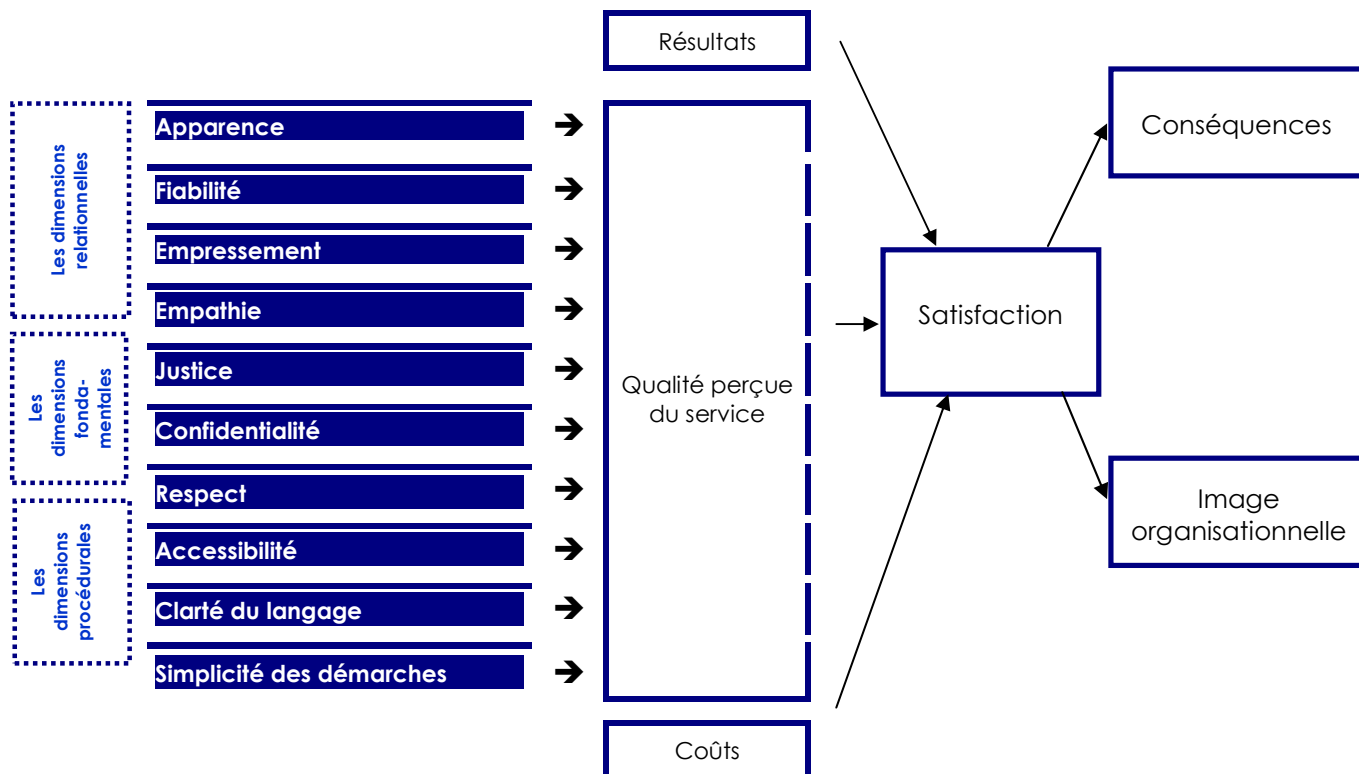 Résultats
Conséquences
Les dimensions
relationnelles
Apparence
Fiabilité
Empressement
Empathie
Les
dimensions
fonda-
mentales
Justice
Confidentialité
Respect
Les
dimensions
procédurales
Accessibilité
Clarté du langage
Simplicité des démarches
Qualité perçue
du service
Satisfaction
Image
organisationnelle
Coûts